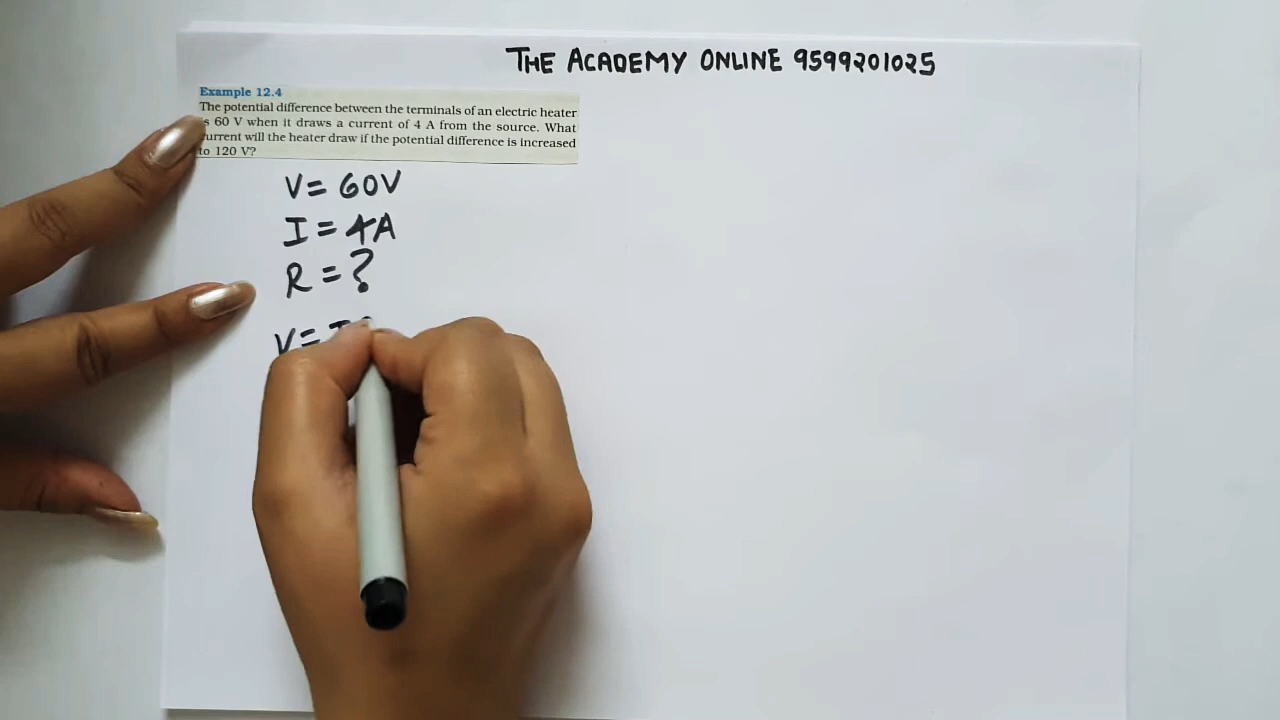 THE ACADEMY ONLINE 9599201025
Example 12.4
The potential difference between the terminals of an electric heater
is 60 V when it draws a current of 4 A from the source. What
current will the heater draw if the potential difference is increased
to 120 V?
V = 60V
I = 4A
R = ?
V =